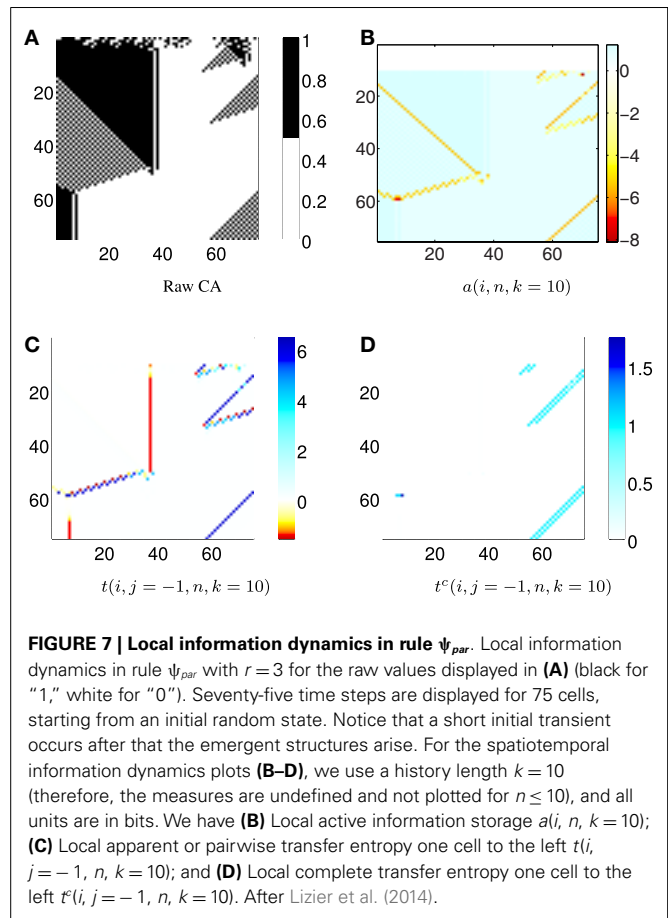 A
1
0.8
0.6
0.4
0.2
0
20
40
60
20 40 60
Raw CA
B
0
−2
−4
−6
−8
20
40
60
20 40 60
a(i, n, k = 10)
C
6
4
2
0
20
40
60
20 40 60
t(i, j = −1, n, k = 10)
D
1.5
1
0.5
0
20
40
60
20 40 60
tᶜ(i, j = −1, n, k = 10)
FIGURE 7 | Local information dynamics in rule ψpar. Local information
dynamics in rule ψpar with r = 3 for the raw values displayed in (A) (black for
“1,” white for “0”). Seventy-five time steps are displayed for 75 cells,
starting from an initial random state. Notice that a short initial transient
occurs after that the emergent structures arise. For the spatiotemporal
information dynamics plots (B–D), we use a history length k = 10
(therefore, the measures are undefined and not plotted for n ≤ 10), and all
units are in bits. We have (B) Local active information storage a(i, n, k = 10);
(C) Local apparent or pairwise transfer entropy one cell to the left t(i,
j = − 1, n, k = 10); and (D) Local complete transfer entropy one cell to the
left tᶜ(i, j = − 1, n, k = 10). After Lizier et al. (2014).